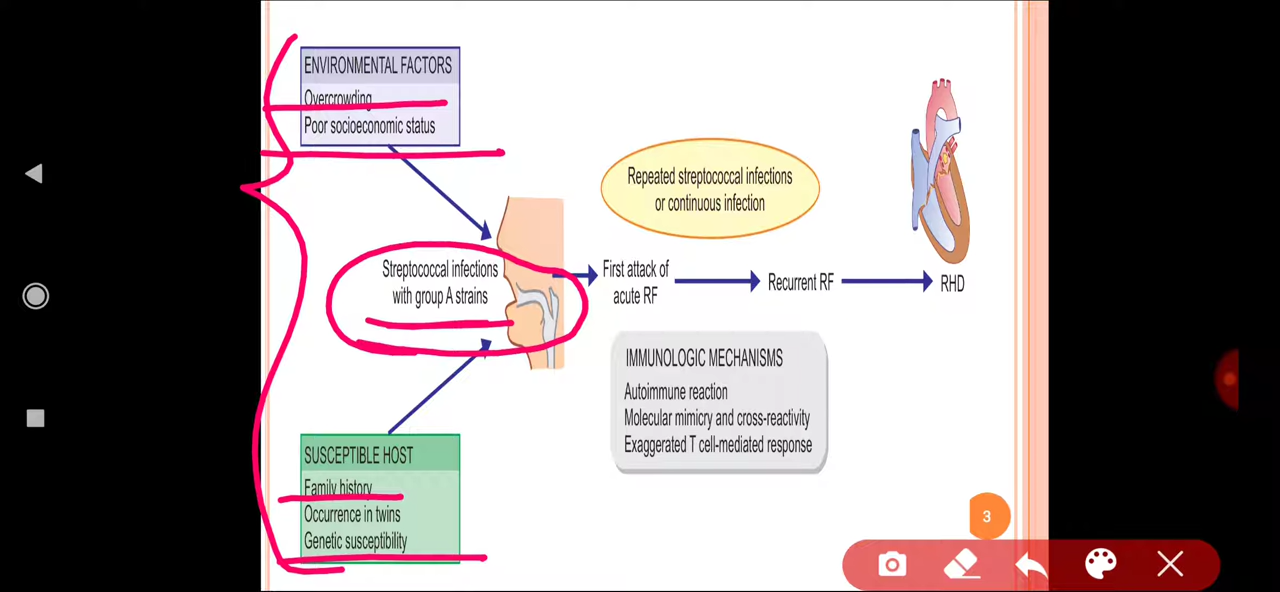 ENVIRONMENTAL FACTORS
Overcrowding
Poor socioeconomic status
Repeated streptococcal infections
or continuous infection
Streptococcal infections
with group A strains
First attack of
acute RF
Recurrent RF
RHD
IMMUNOLOGIC MECHANISMS
Autoimmune reaction
Molecular mimicry and cross-reactivity
Exaggerated T cell-mediated response
SUSCEPTIBLE HOST
Family history
Occurrence in twins
Genetic susceptibility
3